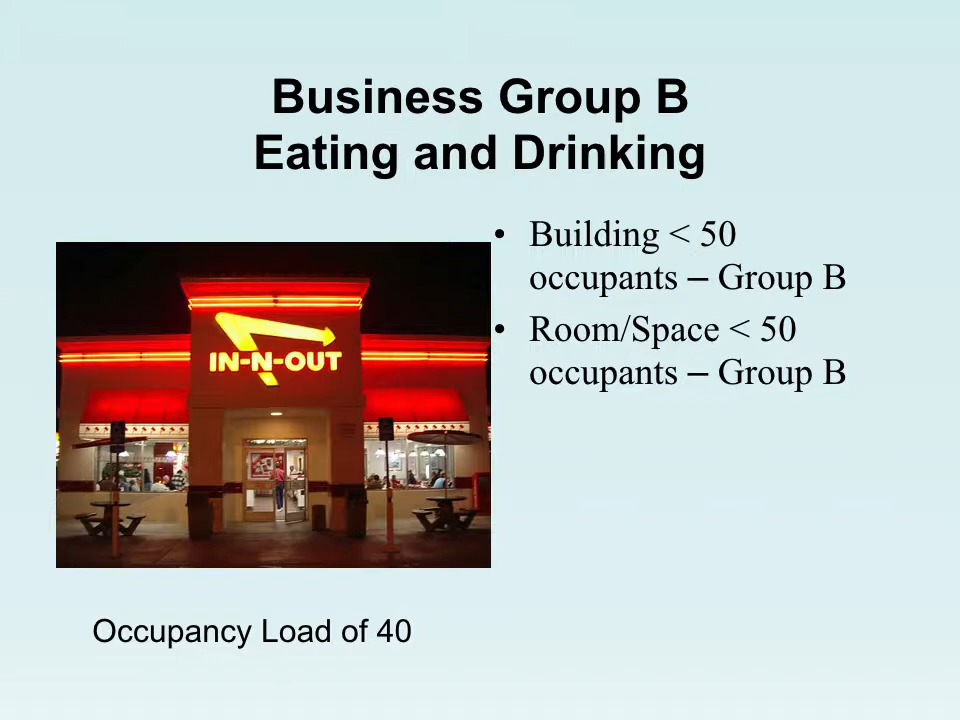 Business Group B
Eating and Drinking
• Building < 50
occupants – Group B
• Room/Space < 50
occupants – Group B
IN-N-OUT
Occupancy Load of 40